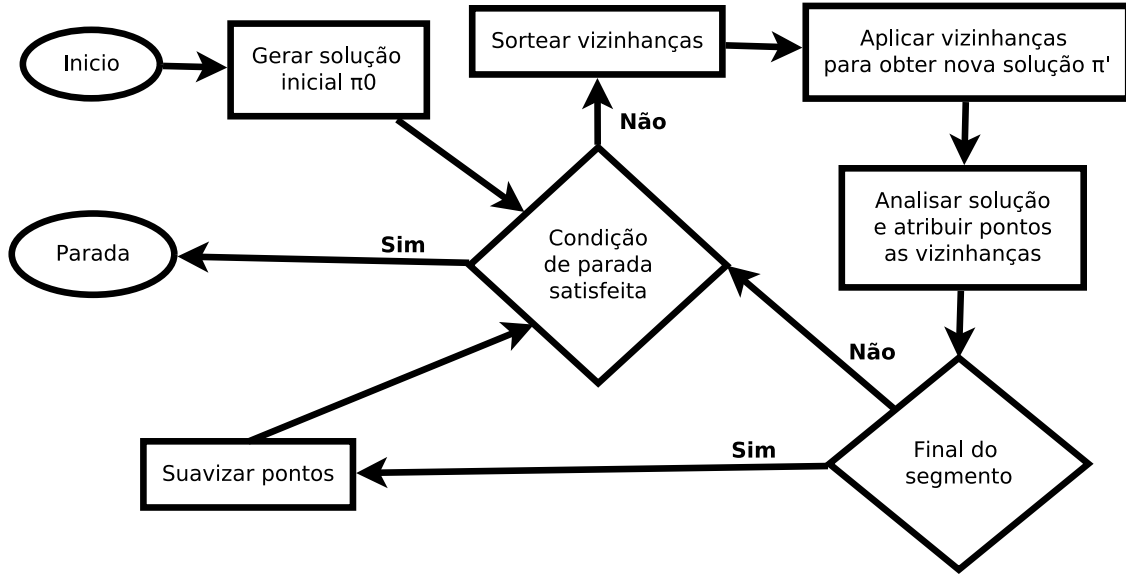 Inicio
Gerar solução
inicial π0
Sortear vizinhanças
Aplicar vizinhanças
para obter nova solução π'
Não
Analisar solução
e atribuir pontos
as vizinhanças
Condição
de parada
satisfeita
Sim
Parada
Não
Final do
segmento
Sim
Suavizar pontos